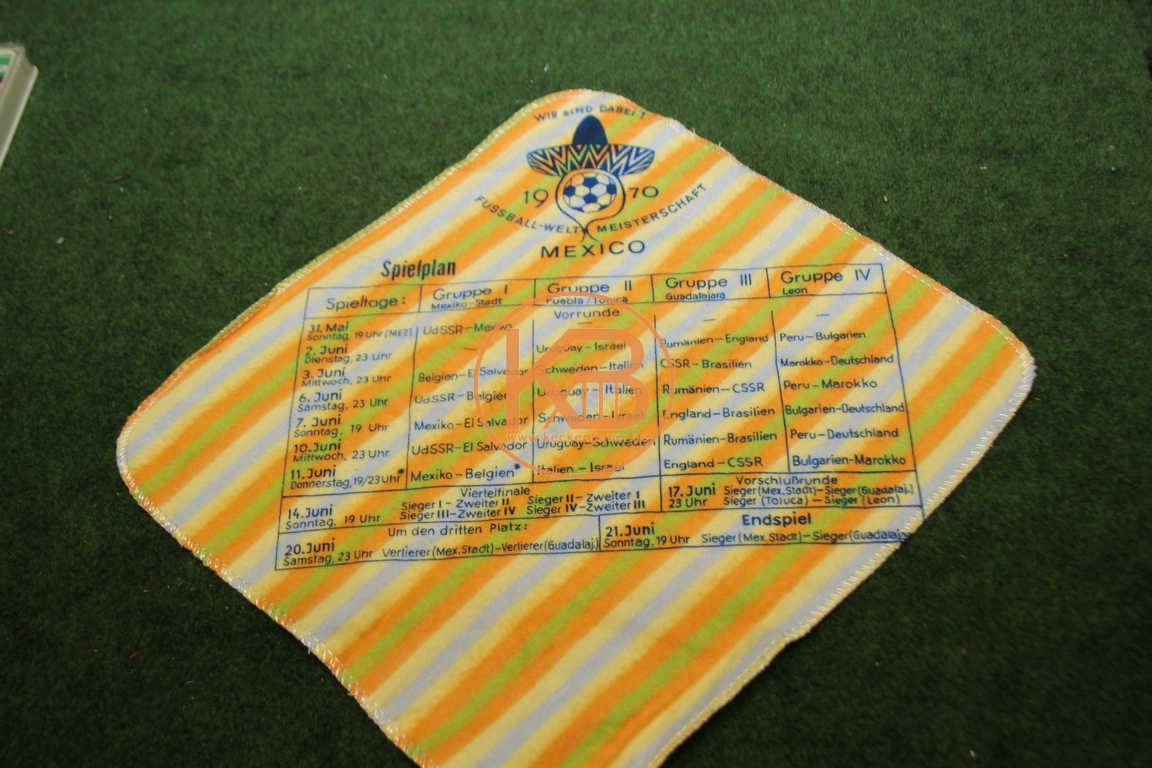 WIR SIND DABEI!
1970
FUSSBALL-WELTMEISTERSCHAFT
MEXICO
Spielplan
Spieltage: Gruppe I Gruppe II Gruppe III Gruppe IV
Mexiko-Stadt Puebla/Toluca Guadalajara Leon
Vorrunde
31. Mai UdSSR-Mexiko — — —
Sonntag, 19 Uhr (MEZ)
2. Juni — Uruguay-Israel Rumänien-England Peru-Bulgarien
Dienstag, 23 Uhr
3. Juni Belgien-El Salvador Schweden-Italien CSSR-Brasilien Marokko-Deutschland
Mittwoch, 23 Uhr
6. Juni UdSSR-Belgien Uruguay-Italien Rumänien-CSSR Peru-Marokko
Samstag, 23 Uhr
7. Juni Mexiko-El Salvador Schweden-Israel England-Brasilien Bulgarien-Deutschland
Sonntag, 19 Uhr
10. Juni UdSSR-El Salvador Uruguay-Schweden Rumänien-Brasilien Peru-Deutschland
Mittwoch, 23 Uhr
11. Juni Mexiko-Belgien* Italien-Israel England-CSSR Bulgarien-Marokko
Donnerstag, 19/23 Uhr*
Viertelfinale
14. Juni Sieger I-Zweiter II Sieger II-Zweiter I
Sonntag, 19 Uhr Sieger III-Zweiter IV Sieger IV-Zweiter III
Vorschlußrunde
17. Juni Sieger (Mex.Stadt)-Sieger (Guadalaj.)
23 Uhr Sieger (Toluca)-Sieger (Leon)
Um den dritten Platz:
20. Juni
Samstag, 23 Uhr Verlierer (Mex.Stadt)-Verlierer (Guadalaj.)
Endspiel
21. Juni
Sonntag, 19 Uhr Sieger (Mex.Stadt)-Sieger (Guadalaj.)
KB